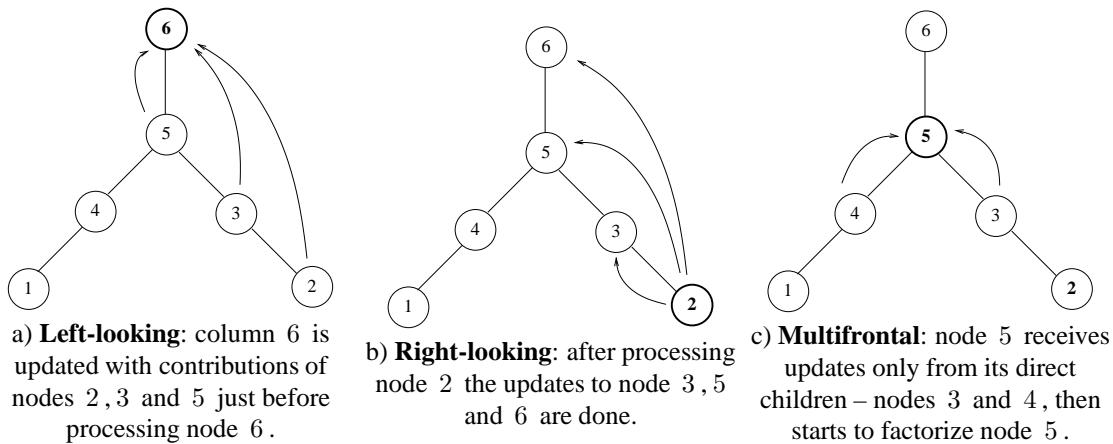 6
5
4
3
1
2
a) Left-looking: column 6 is
updated with contributions of
nodes 2 , 3 and 5 just before
processing node 6 .
6
5
4
3
1
2
b) Right-looking: after processing
node 2 the updates to node 3 , 5
and 6 are done.
6
5
4
3
1
2
c) Multifrontal: node 5 receives
updates only from its direct
children – nodes 3 and 4 , then
starts to factorize node 5 .